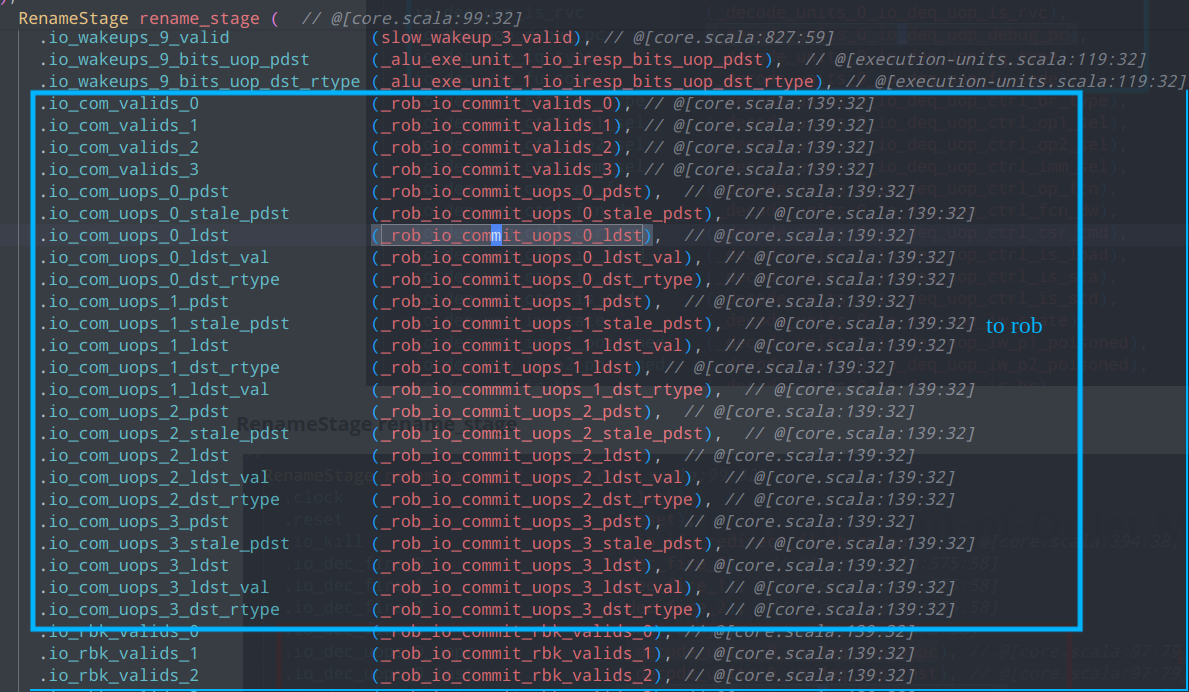 RenameStage rename_stage (  // @[core.scala:99:32]
.io_wakeups_9_valid (slow_wakeup_3_valid), // @[core.scala:827:59]
.io_wakeups_9_bits_uop_pdst (_alu_exe_unit_1_io_iresp_bits_uop_pdst), // @[execution-units.scala:119:32]
.io_wakeups_9_bits_uop_dst_rtype (_alu_exe_unit_1_io_iresp_bits_uop_dst_rtype), // @[execution-units.scala:119:32]
.io_com_valids_0 (_rob_io_commit_valids_0), // @[core.scala:139:32]
.io_com_valids_1 (_rob_io_commit_valids_1), // @[core.scala:139:32]
.io_com_valids_2 (_rob_io_commit_valids_2), // @[core.scala:139:32]
.io_com_valids_3 (_rob_io_commit_valids_3), // @[core.scala:139:32]
.io_com_uops_0_pdst (_rob_io_commit_uops_0_pdst), // @[core.scala:139:32]
.io_com_uops_0_stale_pdst (_rob_io_commit_uops_0_stale_pdst), // @[core.scala:139:32]
.io_com_uops_0_ldst (_rob_io_commit_uops_0_ldst), // @[core.scala:139:32]
.io_com_uops_0_ldst_val (_rob_io_commit_uops_0_ldst_val), // @[core.scala:139:32]
.io_com_uops_0_dst_rtype (_rob_io_commit_uops_0_dst_rtype), // @[core.scala:139:32]
.io_com_uops_1_pdst (_rob_io_commit_uops_1_pdst), // @[core.scala:139:32]
.io_com_uops_1_stale_pdst (_rob_io_commit_uops_1_stale_pdst), // @[core.scala:139:32] to rob
.io_com_uops_1_ldst (_rob_io_commit_uops_1_ldst_val), // @[core.scala:139:32]
.io_com_uops_1_dst_rtype (_rob_io_comit_uops_1_ldst), // @[core.scala:139:32]
.io_com_uops_1_ldst_val (_rob_io_commmit_uops_1_dst_rtype), // @[core.scala:139:32]
.io_com_uops_2_pdst (_rob_io_commit_uops_2_pdst), // @[core.scala:139:32]
.io_com_uops_2_stale_pdst (_rob_io_commit_uops_2_stale_pdst), // @[core.scala:139:32]
.io_com_uops_2_ldst (_rob_io_commit_uops_2_ldst), // @[core.scala:139:32]
.io_com_uops_2_ldst_val (_rob_io_commit_uops_2_ldst_val), // @[core.scala:139:32]
.io_com_uops_2_dst_rtype (_rob_io_commit_uops_2_dst_rtype), // @[core.scala:139:32]
.io_com_uops_3_pdst (_rob_io_commit_uops_3_pdst), // @[core.scala:139:32]
.io_com_uops_3_stale_pdst (_rob_io_commit_uops_3_stale_pdst), // @[core.scala:139:32]
.io_com_uops_3_ldst (_rob_io_commit_uops_3_ldst), // @[core.scala:139:32]
.io_com_uops_3_ldst_val (_rob_io_commit_uops_3_ldst_val), // @[core.scala:139:32]
.io_com_uops_3_dst_rtype (_rob_io_commit_uops_3_dst_rtype), // @[core.scala:139:32]
.io_rbk_valids_0 (_rob_io_commit_rbk_valids_0), // @[core.scala:139:32]
.io_rbk_valids_1 (_rob_io_commit_rbk_valids_1), // @[core.scala:139:32]
.io_rbk_valids_2 (_rob_io_commit_rbk_valids_2), // @[core.scala:139:32]